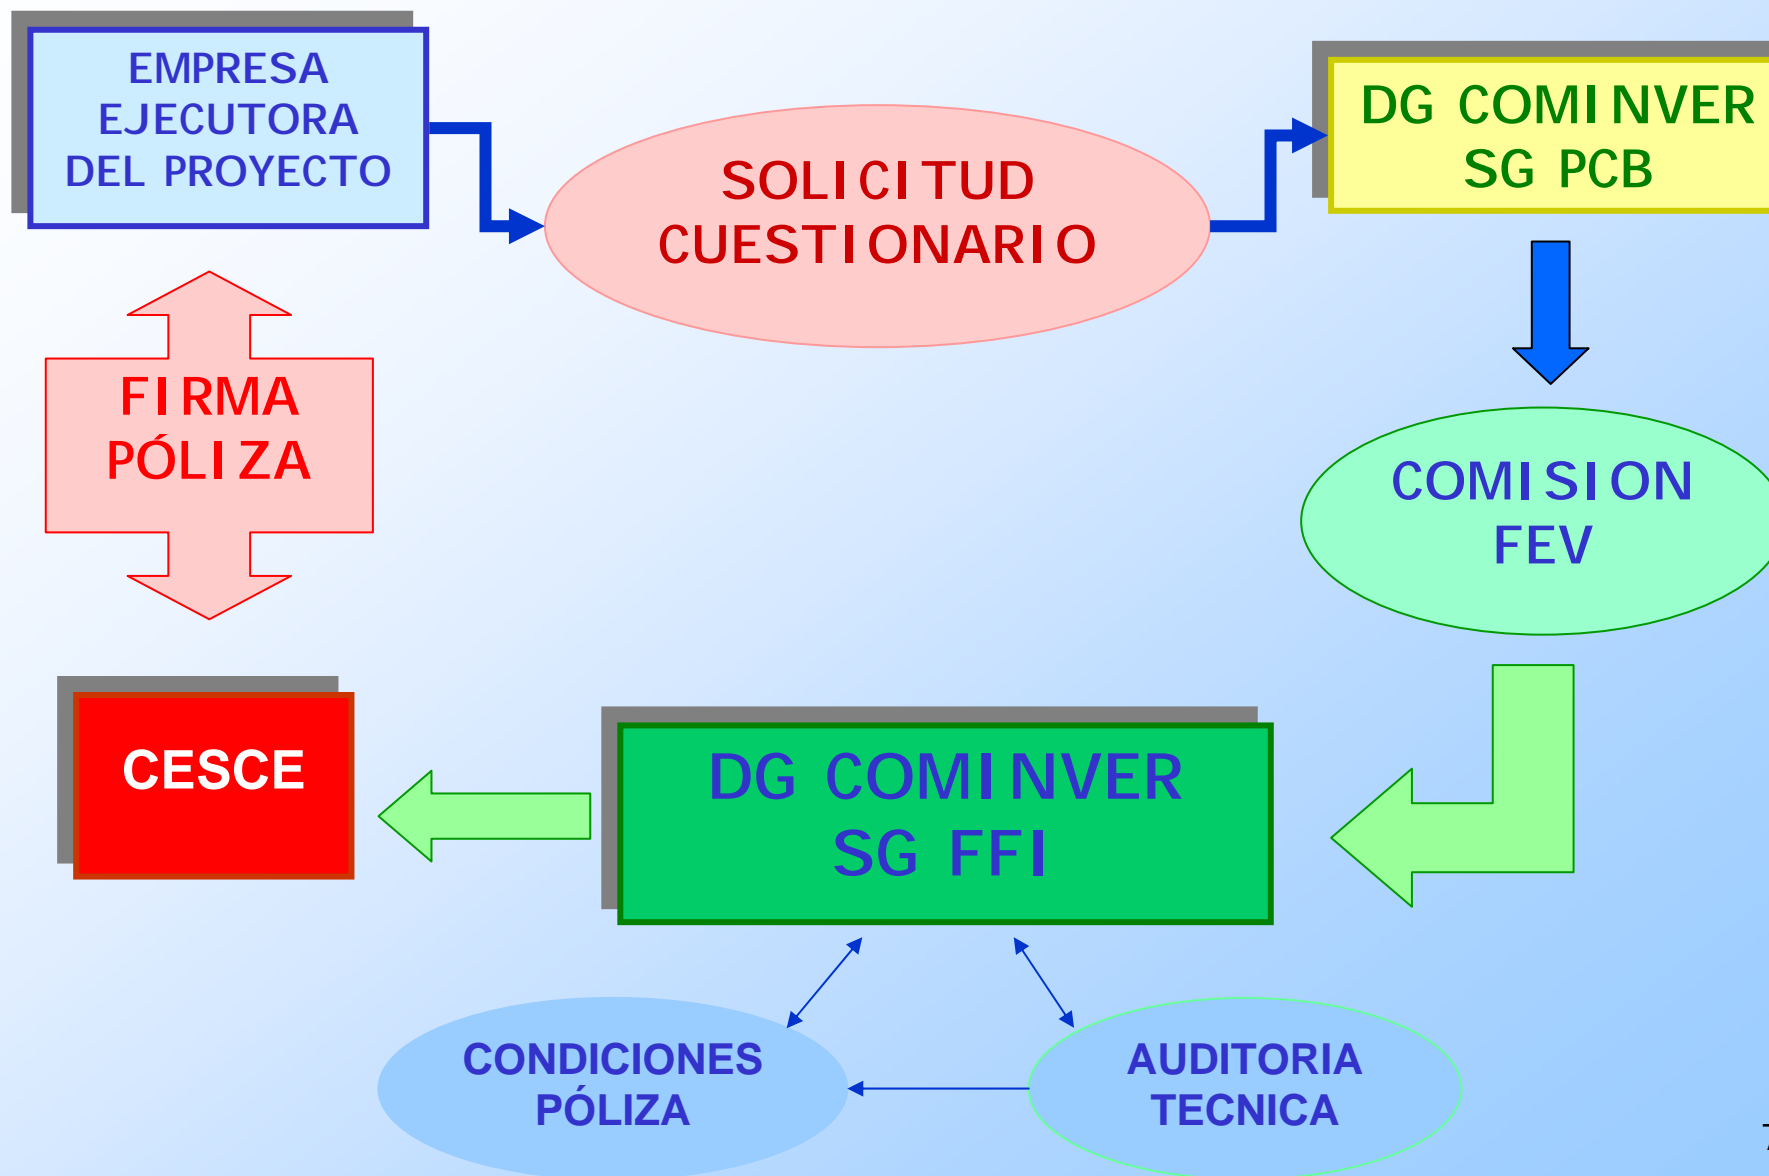 EMPRESA
EJECUTORA
DEL PROYECTO
SOLICITUD
CUESTIONARIO
DG COMINVER
SG PCB
FIRMA
PÓLIZA
COMISION
FEV
CESCE
DG COMINVER
SG FFI
CONDICIONES
PÓLIZA
AUDITORIA
TECNICA